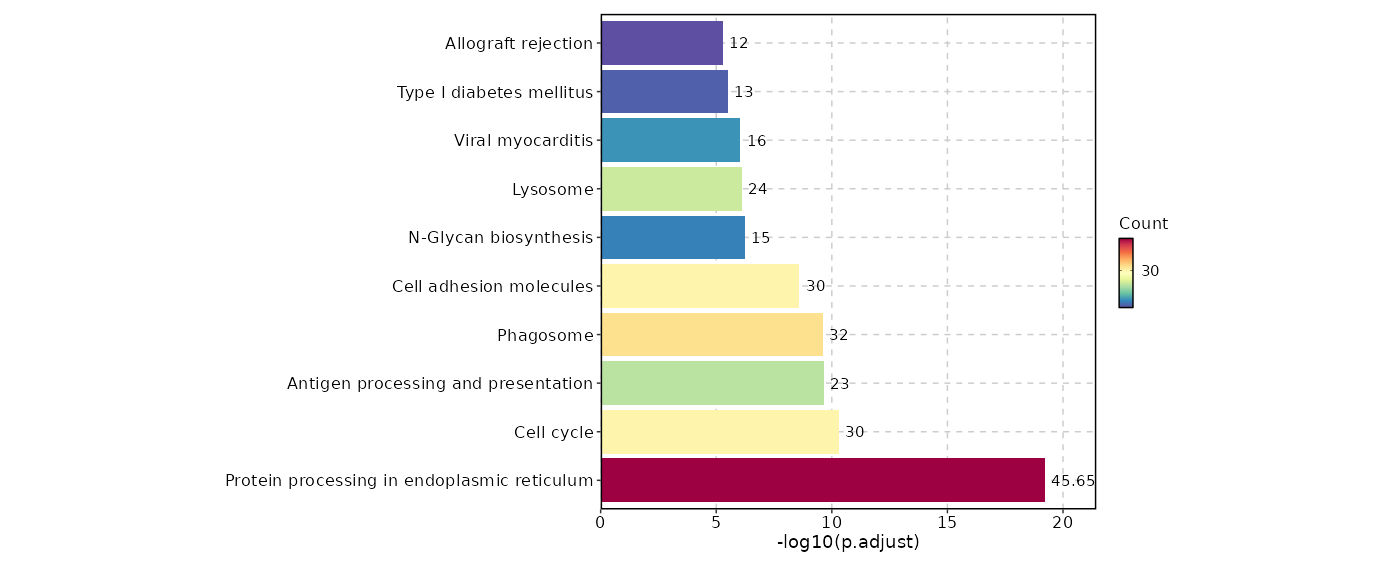 Allograft rejection 12
Type I diabetes mellitus 13
Viral myocarditis 16
Lysosome 24
N-Glycan biosynthesis 15
Cell adhesion molecules 30
Phagosome 32
Antigen processing and presentation 23
Cell cycle 30
Protein processing in endoplasmic reticulum 45.65
0 5 10 15 20
-log10(p.adjust)
Count
30